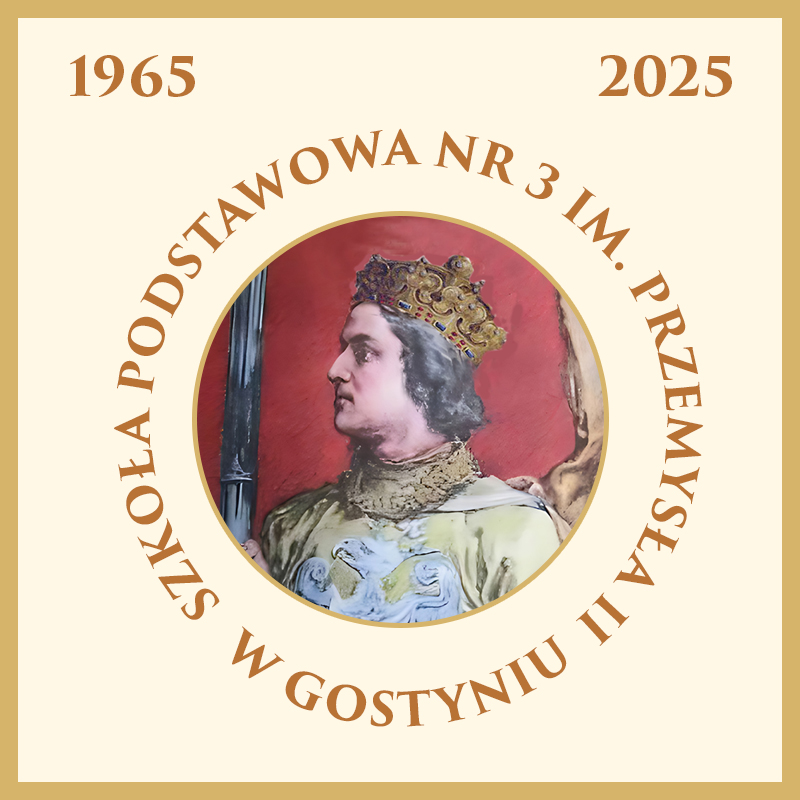 1965
2025
SZKOŁA PODSTAWOWA NR 3 IM. PRZEMYSŁA II
W GOSTYNIU